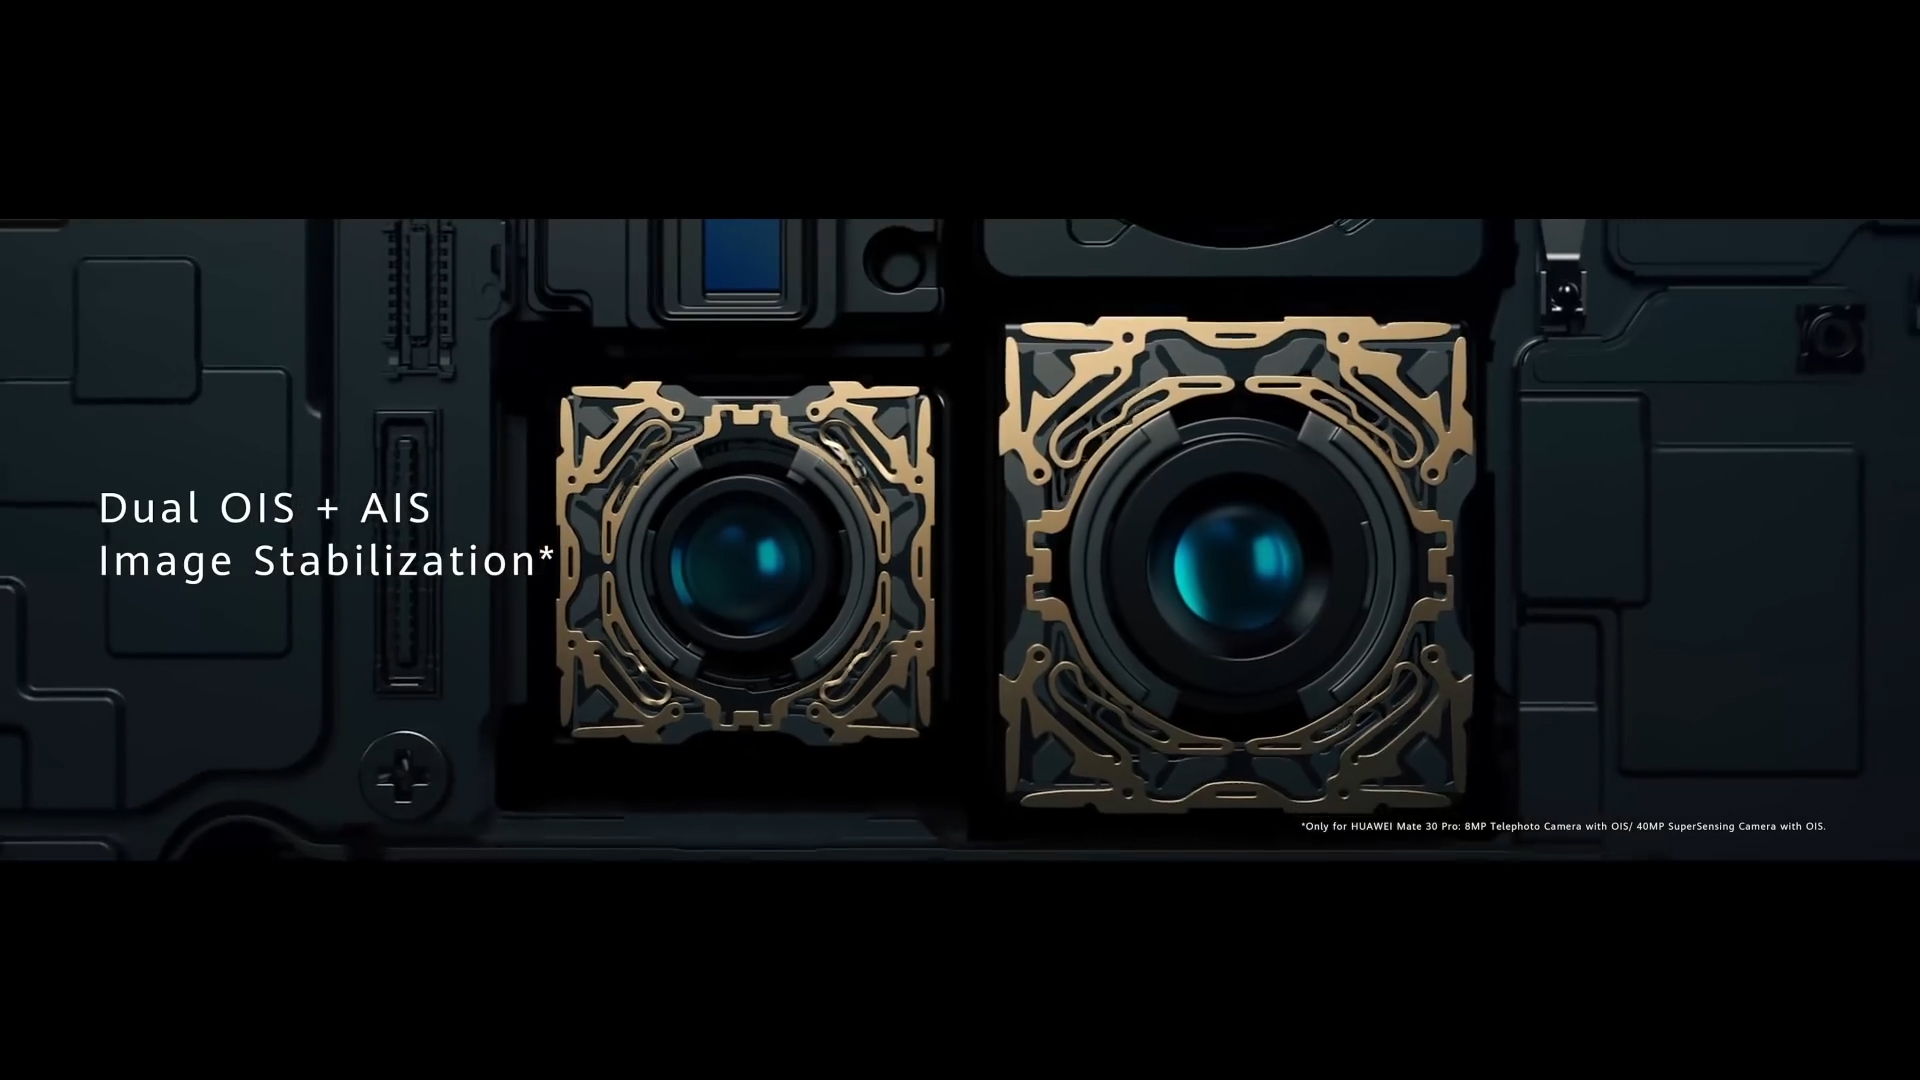 Dual OIS + AIS
Image Stabilization*
*Only for HUAWEI Mate 30 Pro: 8MP Telephoto Camera with OIS/ 40MP SuperSensing Camera with OIS.